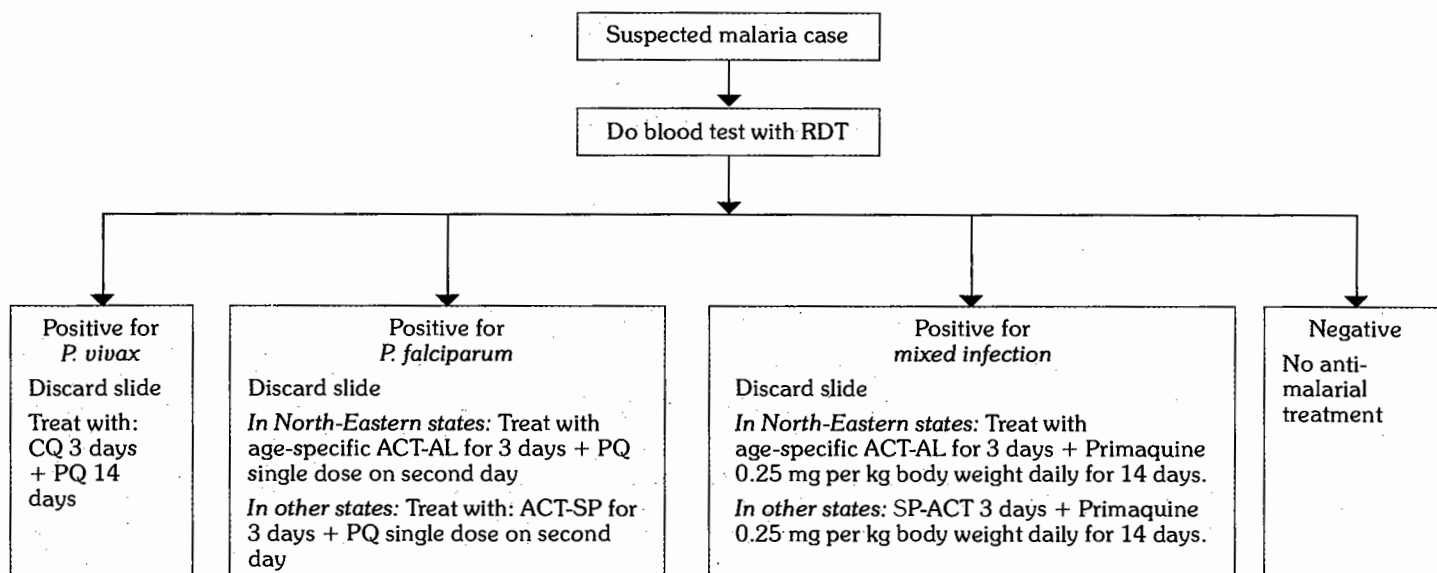 Suspected malaria case
Do blood test with RDT
Positive for
P. vivax
Discard slide
Treat with:
CQ 3 days
+ PQ 14
days
Positive for
P. falciparum
Discard slide
In North-Eastern states: Treat with
age-specific ACT-AL for 3 days + PQ
single dose on second day
In other states: Treat with: ACT-SP for
3 days + PQ single dose on second
day
Positive for
mixed infection
Discard slide
In North-Eastern states: Treat with
age-specific ACT-AL for 3 days + Primaquine
0.25 mg per kg body weight daily for 14 days.
In other states: SP-ACT 3 days + Primaquine
0.25 mg per kg body weight daily for 14 days.
Negative
No anti-
malarial
treatment